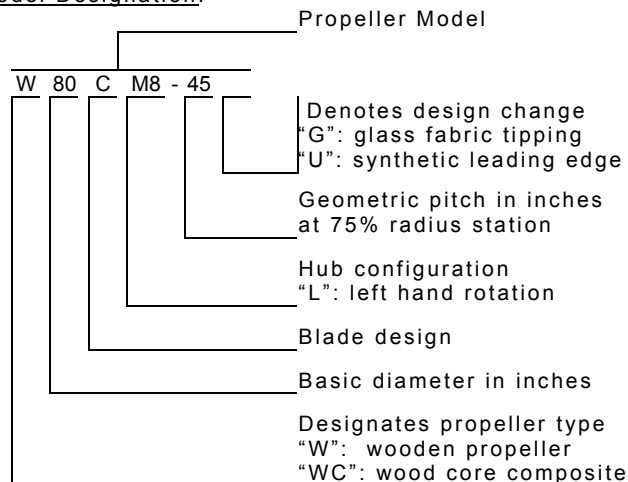 Designation:
Propeller Model
W 80 C M8 - 45
Denotes design change
“G”: glass fabric tipping
“U”: synthetic leading edge
Geometric pitch in inches
at 75% radius station
Hub configuration
“L”: left hand rotation
Blade design
Basic diameter in inches
Designates propeller type
“W”: wooden propeller
“WC”: wood core composite